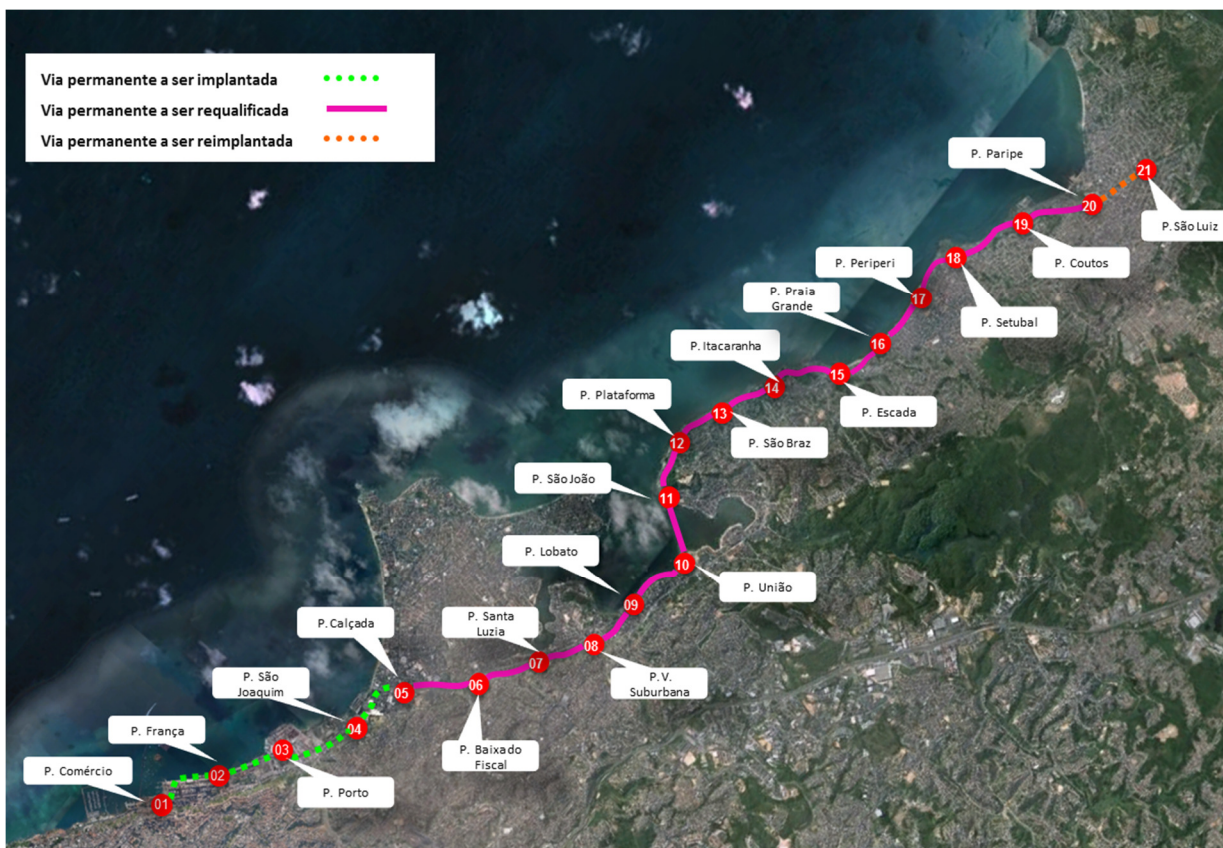 Via permanente a ser implantada
Via permanente a ser requalificada
Via permanente a ser reimplantada
P. Paripe
21
20
P. São Luiz
19
P. Coutos
18
P. Periperi
17
P. Setubal
P. Praia
Grande
16
P. Itacaranha
15
14
P. Escada
P. Plataforma
13
12
P. São Braz
P. São João
11
P. Lobato
10
P. União
09
P. Santa
Luzia
P. Calçada
08
07
P. V.
Suburbana
P. São
Joaquim
05
06
P. Baixa do
Fiscal
04
P. França
03
P. Comércio
02
P. Porto
01